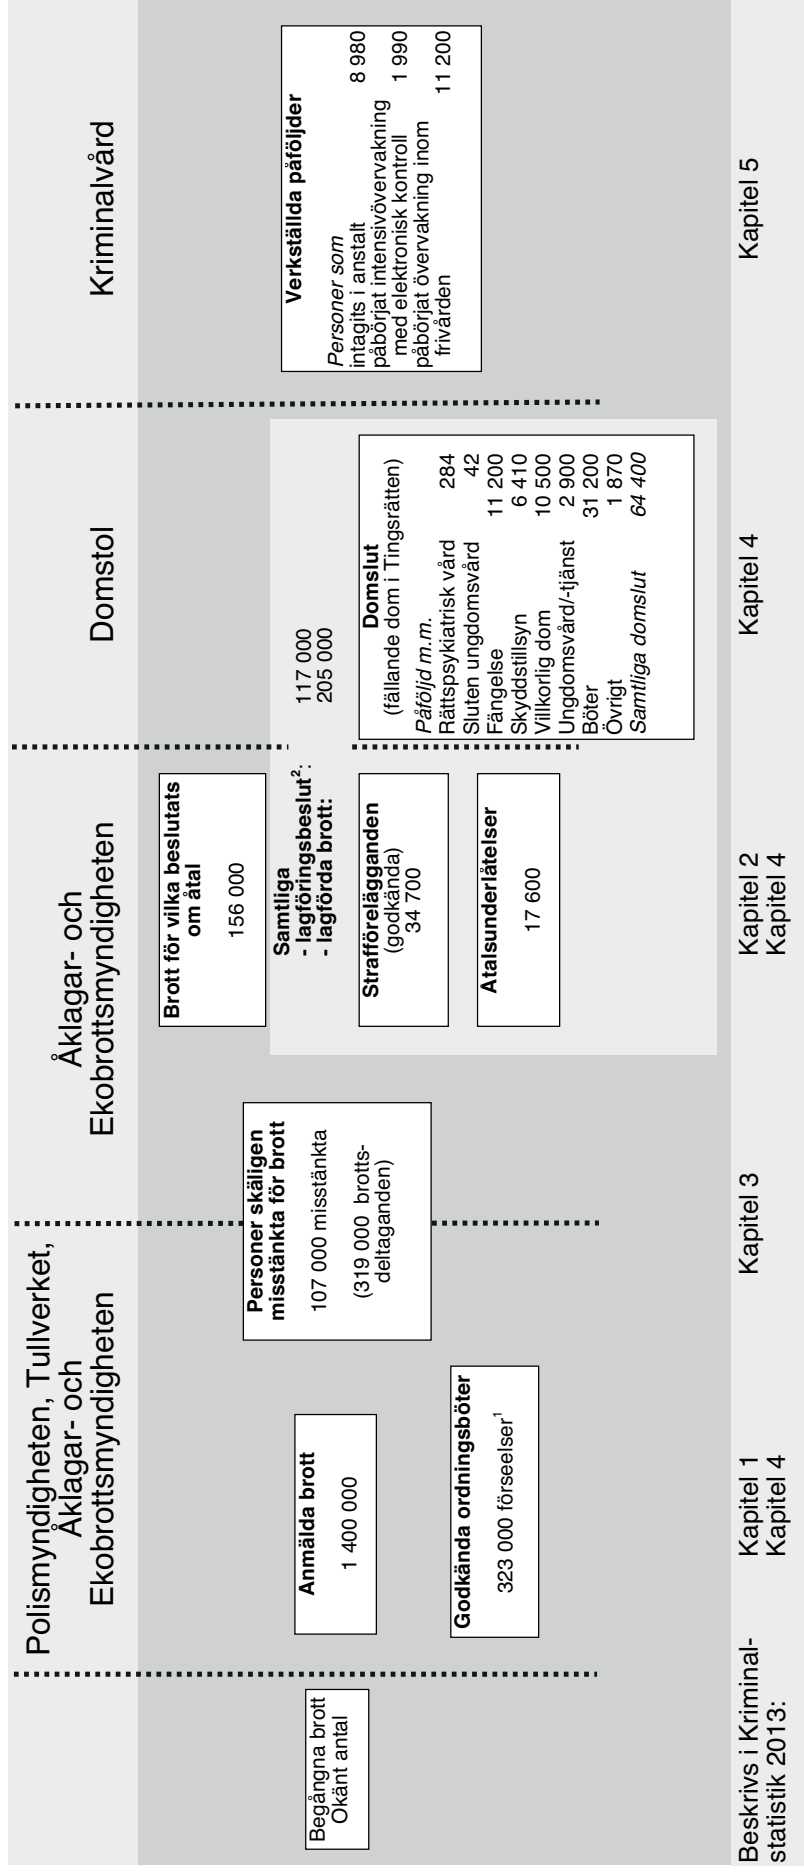 Polismyndigheten, Tullverket,
Åklagar- och
Ekobrottsmyndigheten
Åklagar- och
Ekobrottsmyndigheten
Domstol
Kriminalvård
Begångna brott
Okänt antal
Anmälda brott
1 400 000
Godkända ordningsböter
323 000 förseelser¹
Personer skäligen
misstänkta för brott
107 000 misstänkta
(319 000 brotts-
deltaganden)
Brott för vilka beslutats
om åtal
156 000
Samtliga
- lagföringsbeslut²: 117 000
- lagförda brott: 205 000
Strafförelägganden
(godkända)
34 700
Atalsunderlåtelser
17 600
Domslut
(fällande dom i Tingsrätten)
Påföljd m.m.
Rättspsykiatrisk vård 284
Sluten ungdomsvård 42
Fängelse 11 200
Skyddstillsyn 6 410
Villkorlig dom 10 500
Ungdomsvård/-tjänst 2 900
Böter 31 200
Övrigt 1 870
Samtliga domslut 64 400
Verkställda påföljder
Personer som
intagits i anstalt 8 980
påbörjat intensivövervakning
med elektronisk kontroll 1 990
påbörjat övervakning inom
frivården 11 200
Beskrivs i Kriminal-
statistik 2013:
Kapitel 1
Kapitel 4
Kapitel 3
Kapitel 2
Kapitel 4
Kapitel 4
Kapitel 5